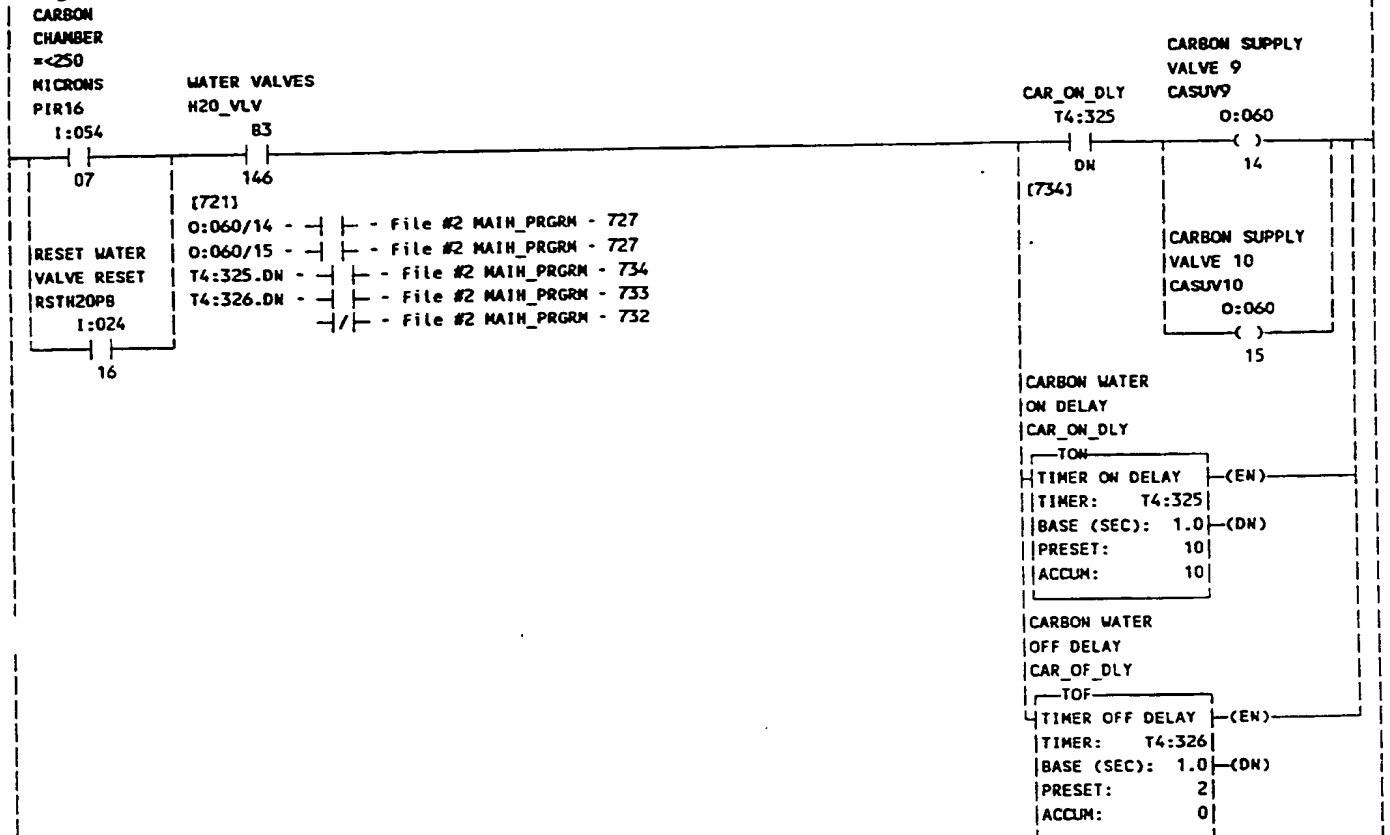 CARBON
CHAMBER
=<250
MICRONS
PIR16
I:054
07
WATER VALVES
H20_VLV
B3
146
[721]
O:060/14 - -| |- - File #2 MAIN_PRGRM - 727
O:060/15 - -| |- - File #2 MAIN_PRGRM - 727
T4:325.DN - -| |- - File #2 MAIN_PRGRM - 734
T4:326.DN - -| |- - File #2 MAIN_PRGRM - 733
-|/|- - File #2 MAIN_PRGRM - 732
RESET WATER
VALVE RESET
RSTH20PB
I:024
16
CAR_ON_DLY
T4:325
DN
[734]
CARBON SUPPLY
VALVE 9
CASUV9
O:060
14
CARBON SUPPLY
VALVE 10
CASUV10
O:060
15
CARBON WATER
ON DELAY
CAR_ON_DLY
TON
TIMER ON DELAY (EN)
TIMER: T4:325
BASE (SEC): 1.0 (DN)
PRESET: 10
ACCUM: 10
CARBON WATER
OFF DELAY
CAR_OF_DLY
TOF
TIMER OFF DELAY (EN)
TIMER: T4:326
BASE (SEC): 1.0 (DN)
PRESET: 2
ACCUM: 0